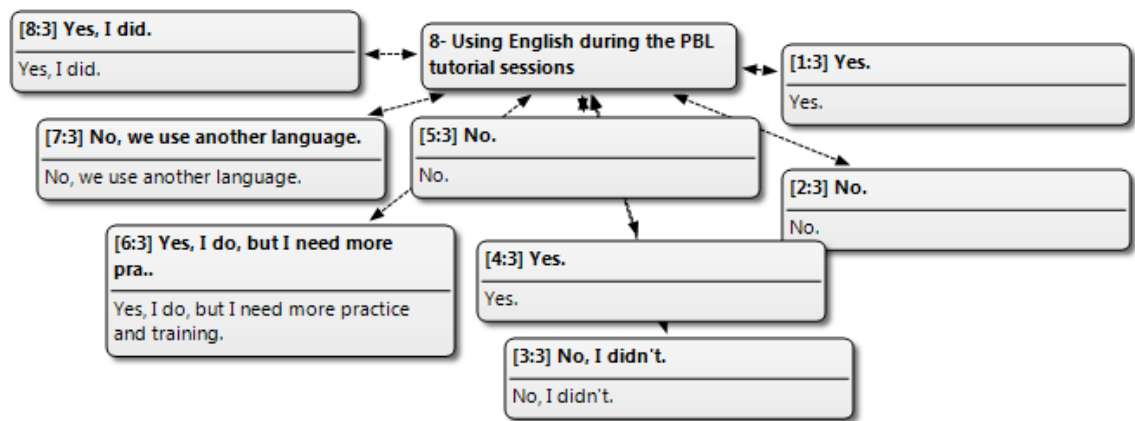 [8:3] Yes, I did.
Yes, I did.
8- Using English during the PBL
tutorial sessions
[1:3] Yes.
Yes.
[7:3] No, we use another language.
No, we use another language.
[5:3] No.
No.
[2:3] No.
No.
[6:3] Yes, I do, but I need more
pra..
Yes, I do, but I need more practice
and training.
[4:3] Yes.
Yes.
[3:3] No, I didn't.
No, I didn't.